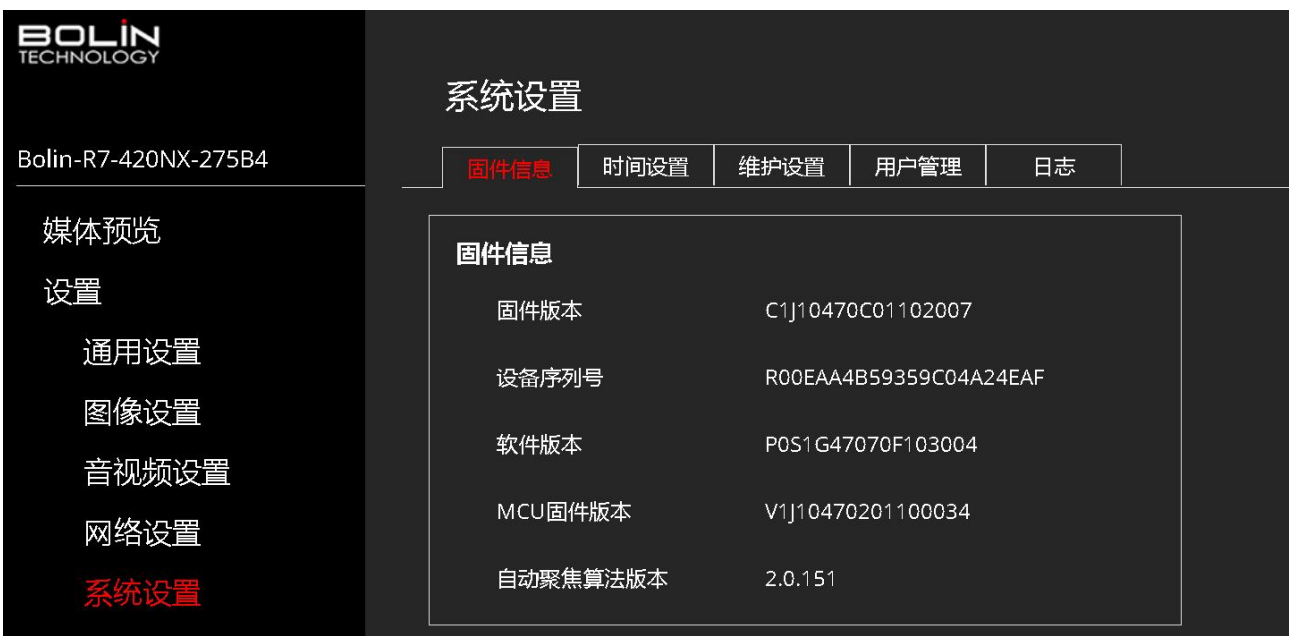 BOLIN
TECHNOLOGY
Bolin-R7-420NX-275B4
媒体预览
设置
通用设置
图像设置
音视频设置
网络设置
系统设置
系统设置
固件信息 时间设置 维护设置 用户管理 日志
固件信息
固件版本 C1J10470C01102007
设备序列号 R00EAA4B59359C04A24EAF
软件版本 P0S1G47070F103004
MCU固件版本 V1J10470201100034
自动聚焦算法版本 2.0.151